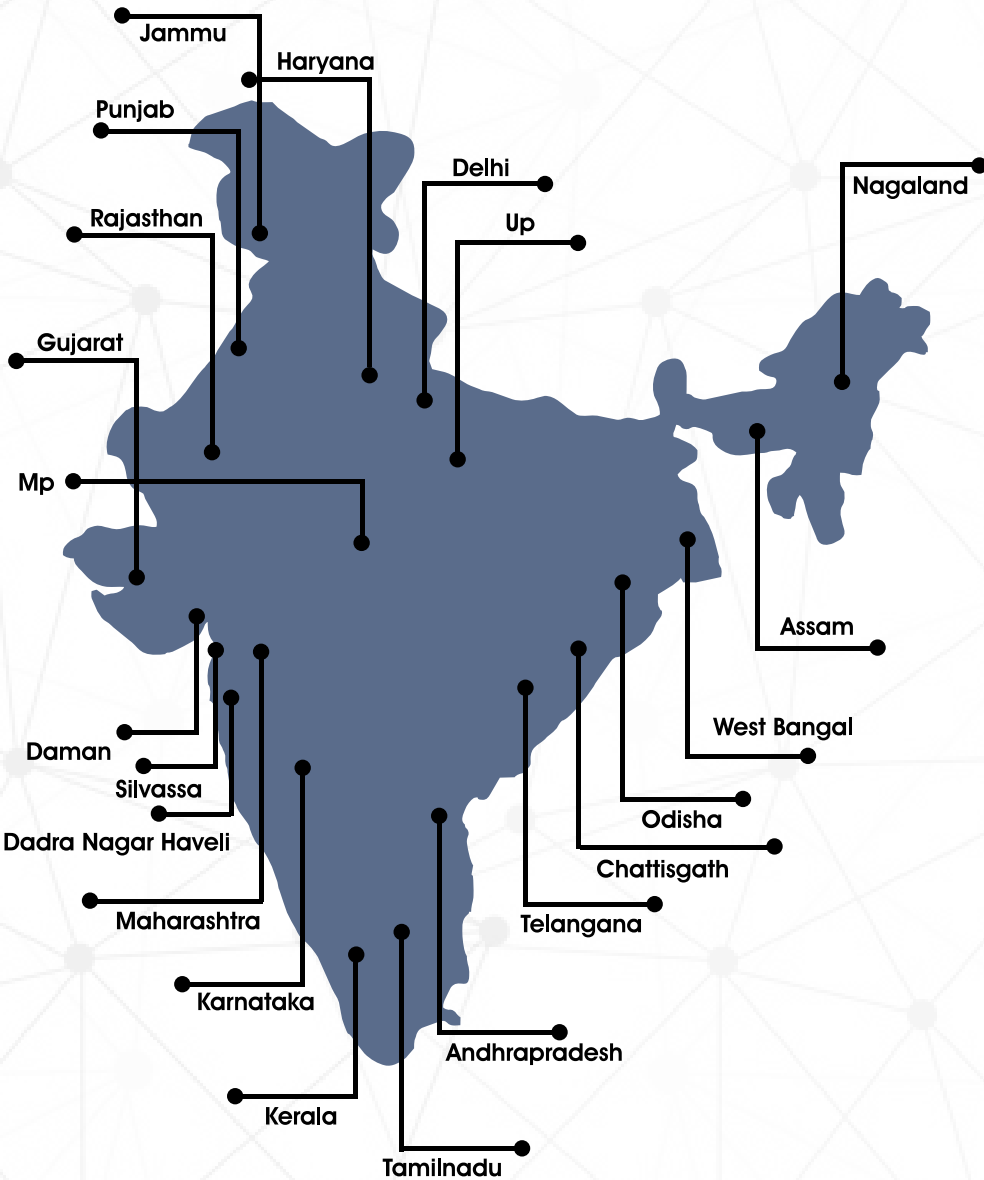 Jammu
Haryana
Punjab
Delhi
Nagaland
Rajasthan
Up
Gujarat
Mp
Assam
West Bangal
Daman
Silvassa
Odisha
Dadra Nagar Haveli
Chattisgath
Maharashtra
Telangana
Karnataka
Andhrapradesh
Kerala
Tamilnadu